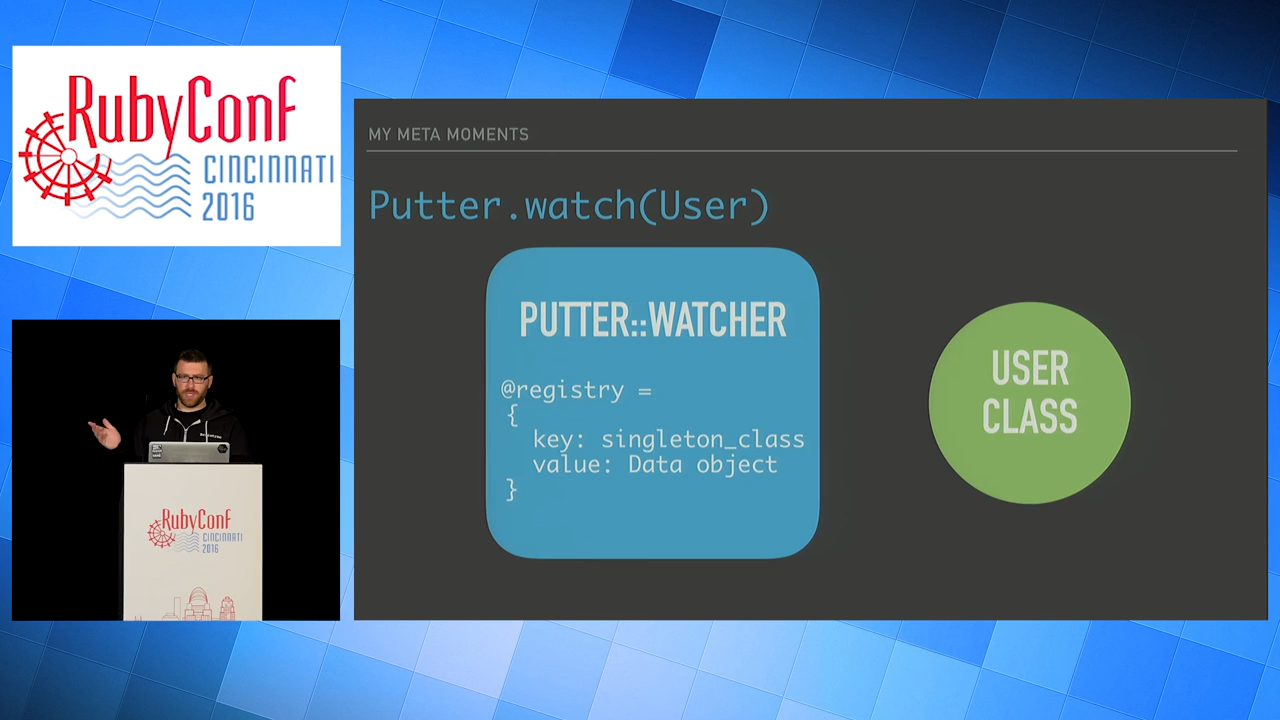 RubyConf
CINCINNATI
2016
MY META MOMENTS
Putter.watch(User)
PUTTER::WATCHER
@registry =
{
key: singleton_class
value: Data object
}
USER
CLASS
RubyConf
CINCINNATI
2016